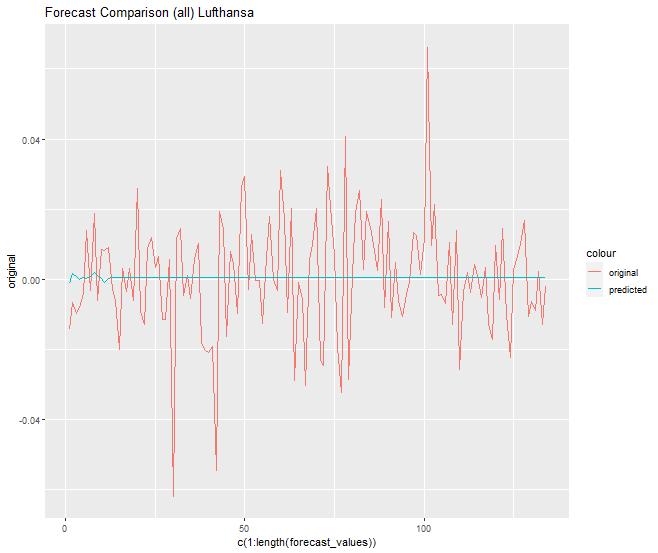 Forecast Comparison (all) Lufthansa
original
0.04
0.00
-0.04
0
50
100
c(1:length(forecast_values))
colour
original
predicted